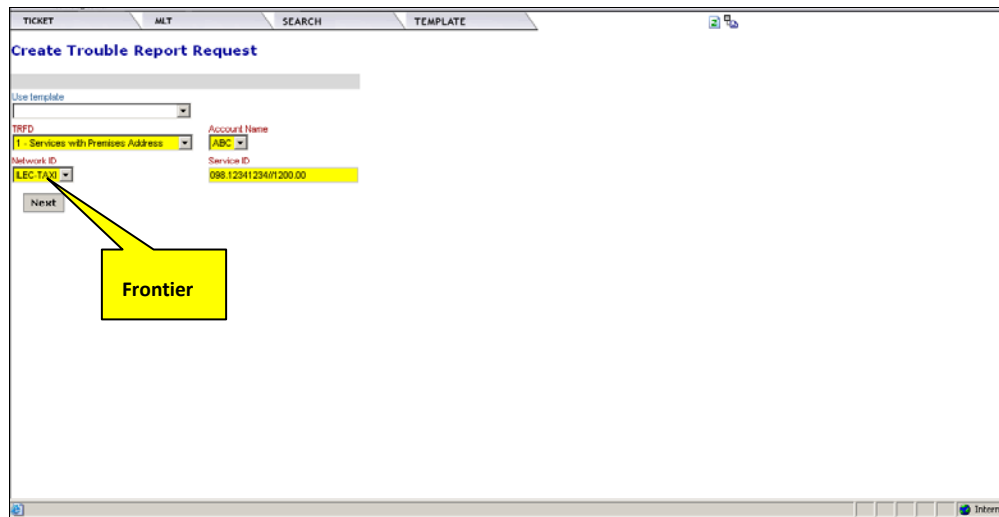 TICKET MLT SEARCH TEMPLATE
Create Trouble Report Request
Use template
TRFD Account Name
1 - Services with Premises Address ABC
Network ID Service ID
ILEC-TAXI 098.12341234//1200.00
Next
Frontier
Intern